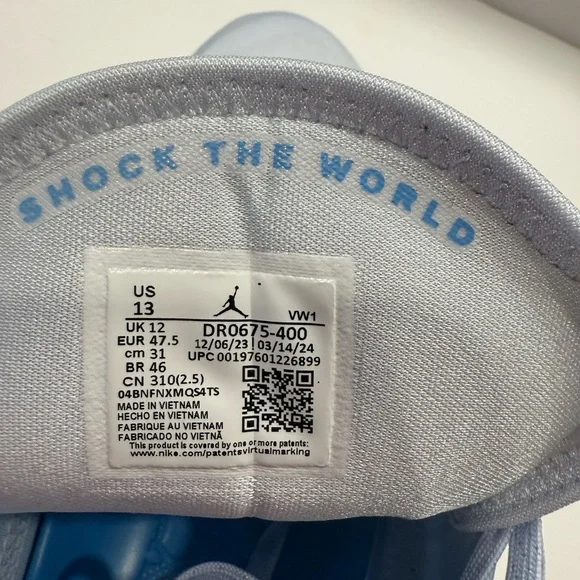 SHOCK THE WORLD
US
13
VW1
UK 12 DR0675-400
EUR 47.5 12/06/23 | 03/14/24
cm 31 UPC 00197601226899
BR 46
CN 310(2.5)
04BNFNXMQS4TS
MADE IN VIETNAM
HECHO EN VIETNAM
FABRIQUE AU VIETNAM
FABRICADO NO VIETNÃ
This product is covered by one or more patents:
www.nike.com/patentsvirtualmarking